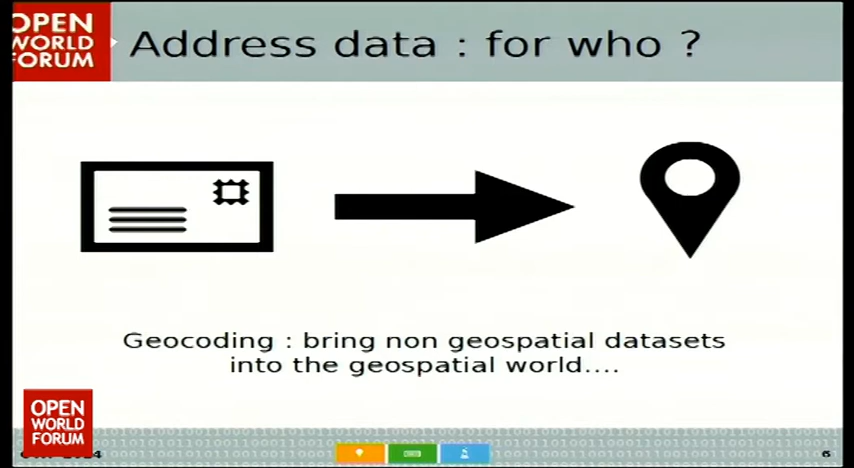 OPEN
WORLD
FORUM
Address data : for who ?
Geocoding : bring non geospatial datasets
into the geospatial world....
OPEN
WORLD
FORUM
6